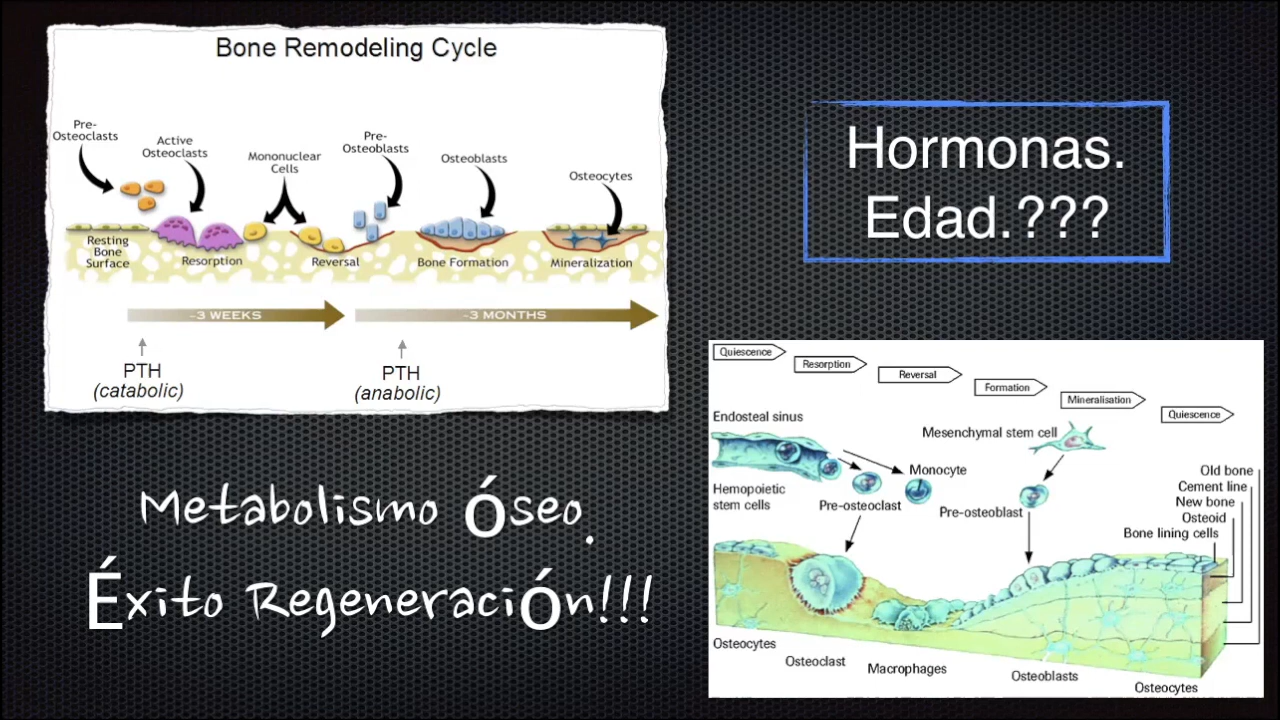 Bone Remodeling Cycle
Pre-
Osteoclasts
Active
Osteoclasts
Mononuclear
Cells
Pre-
Osteoblasts
Osteoblasts
Osteocytes
Resting
Bone
Surface
Resorption
Reversal
Bone Formation
Mineralization
~3 WEEKS
~3 MONTHS
PTH
(catabolic)
PTH
(anabolic)
Hormonas.
Edad.???
Metabolismo óseo.
Éxito Regeneración!!!
Quiescence
Resorption
Reversal
Formation
Mineralisation
Quiescence
Endosteal sinus
Mesenchymal stem cell
Monocyte
Hemopoietic
stem cells
Pre-osteoclast
Pre-osteoblast
Old bone
Cement line
New bone
Osteoid
Bone lining cells
Osteocytes
Osteoclast
Macrophages
Osteoblasts
Osteocytes